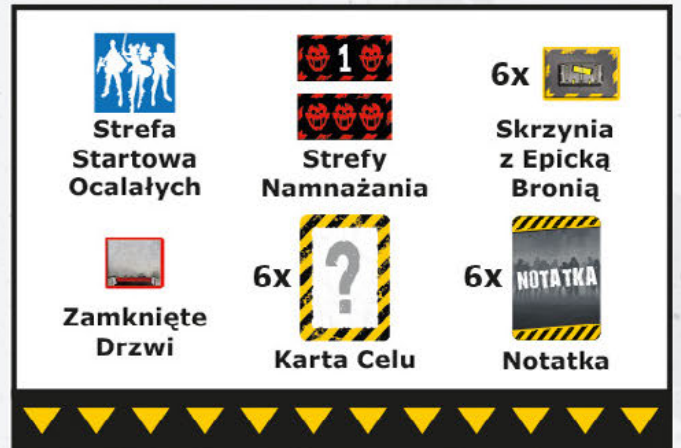 Strefa
Startowa
Ocalałych
1
Strefy
Namnażania
6x
Skrzynia
z Epicką
Bronią
Zamknięte
Drzwi
6x
?
Karta Celu
6x
NOTATKA
Notatka